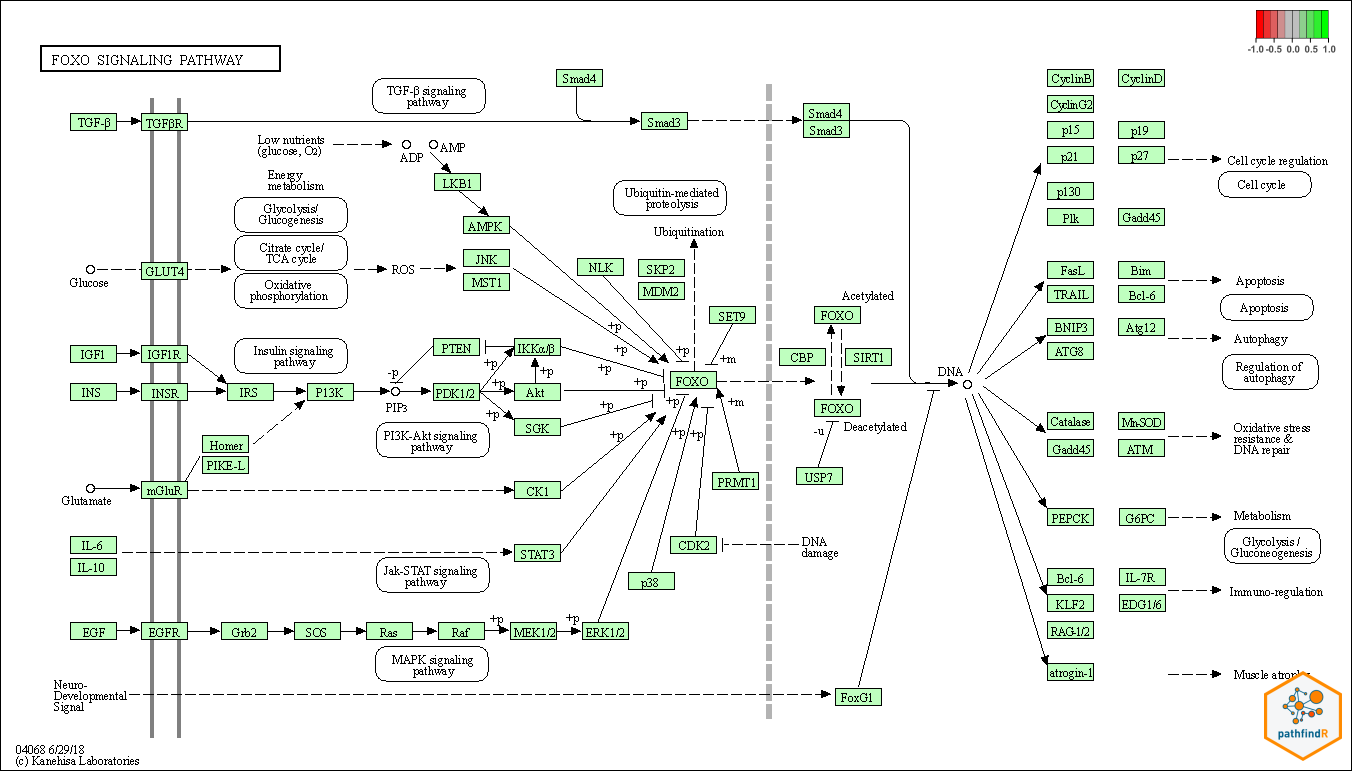 -1.0 -0.5 0.0 0.5 1.0
FOXO SIGNALING PATHWAY
TGF-β signaling
pathway
Smad4
TGF-β
TGFβR
Smad3
Smad4
Smad3
Low nutrients
(glucose, O2)
ADP
AMP
LKB1
AMPK
Energy
metabolism
Glycolysis/
Glucogenesis
Citrate cycle/
TCA cycle
Oxidative
phosphorylation
Glucose
GLUT4
ROS
JNK
MST1
NLK
Ubiquitin-mediated
proteolysis
Ubiquitination
SKP2
MDM2
SET9
+p
+p
+p
+m
IGF1
IGF1R
Insulin signaling
pathway
PTEN
IKKα/β
-p
+p
+p
+p
+p
+p
+p
INS
INSR
IRS
P13K
PIP3
PDK1/2
Akt
FOXO
+p
SGK
+p
+p
+p
+p
+p
+m
PI3K-Akt signaling
pathway
Homer
PIKE-L
Glutamate
mGluR
CK1
PRMT1
IL-6
IL-10
STAT3
Jak-STAT signaling
pathway
CDK2
DNA
damage
p38
EGF
EGFR
Grb2
SOS
Ras
Raf
+p
MEK1/2
+p
ERK1/2
MAPK signaling
pathway
Neuro-
Developmental
Signal
FoxG1
Acetylated
FOXO
CBP
SIRT1
FOXO
Deacetylated
-u
USP7
DNA
CyclinB
CyclinD
CyclinG2
p15
p19
p21
p27
p130
Plk
Gadd45
Cell cycle regulation
Cell cycle
FasL
Bim
TRAIL
Bcl-6
Apoptosis
Apoptosis
BNIP3
Atg12
ATG8
Autophagy
Regulation of
autophagy
Catalase
Mn-SOD
Gadd45
ATM
Oxidative stress
resistance &
DNA repair
PEPCK
G6PC
Metabolism
Glycolysis /
Gluconeogenesis
Bcl-6
IL-7R
KLF2
EDG1/6
RAG-1/2
Immuno-regulation
atrogin-1
Muscle atrophy
pathfindR
04068 6/29/18
(c) Kanehisa Laboratories